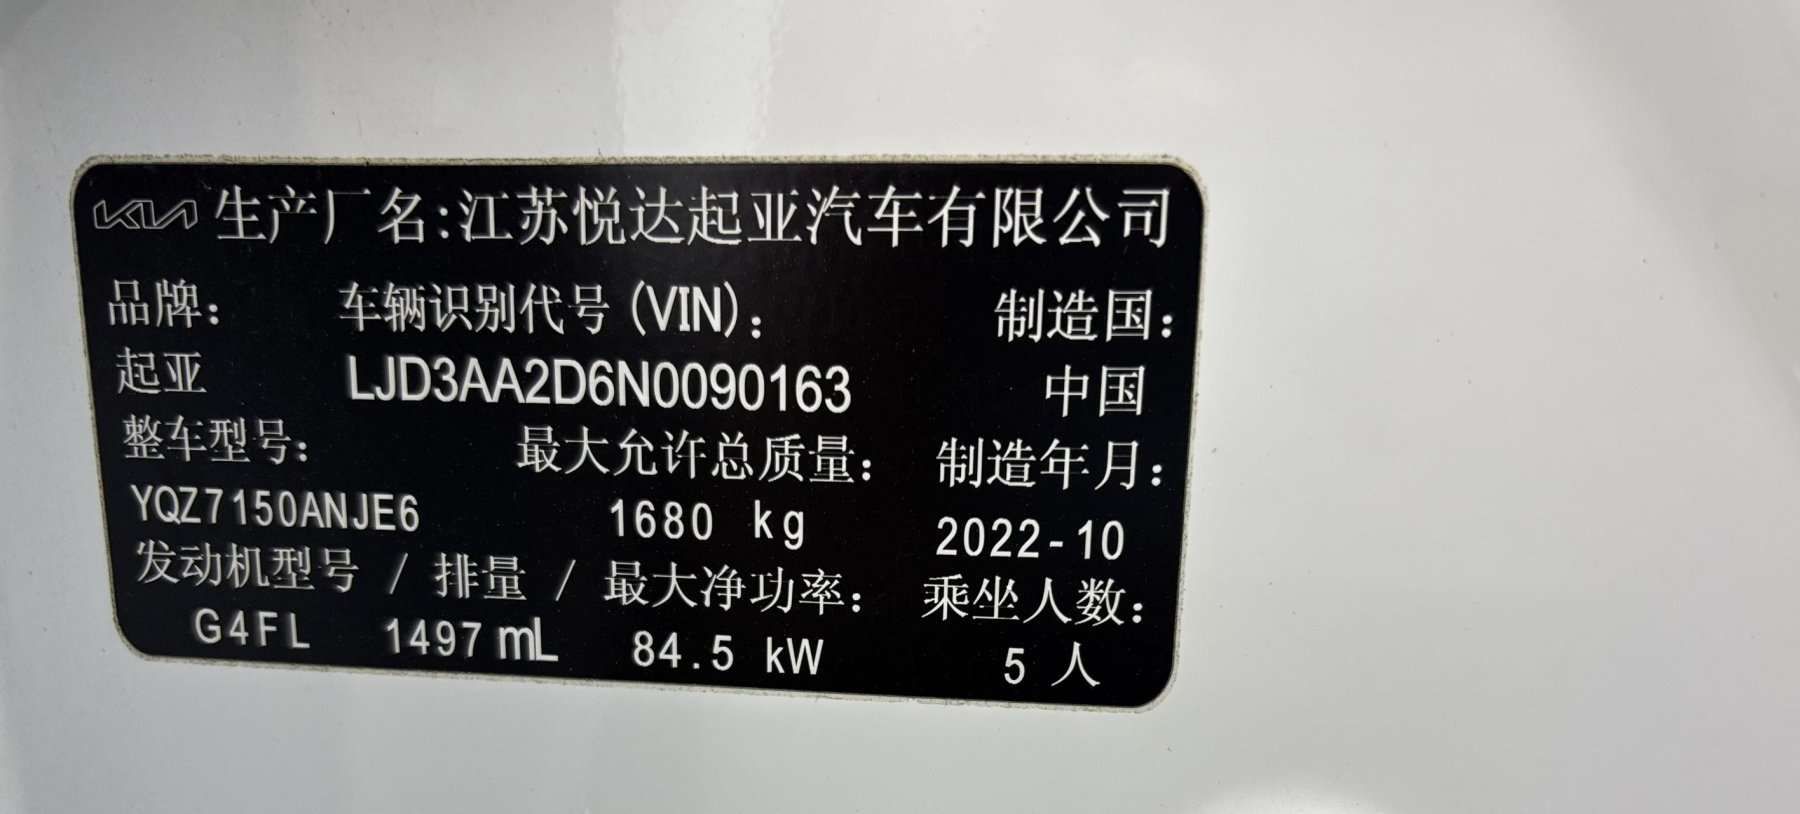 KIA 生产厂名:江苏悦达起亚汽车有限公司
品牌: 车辆识别代号(VIN): 制造国:
起亚 LJD3AA2D6N0090163 中国
整车型号: 最大允许总质量: 制造年月:
YQZ7150ANJE6 1680 kg 2022-10
发动机型号 / 排量 / 最大净功率: 乘坐人数:
G4FL 1497 mL 84.5 kW 5 人